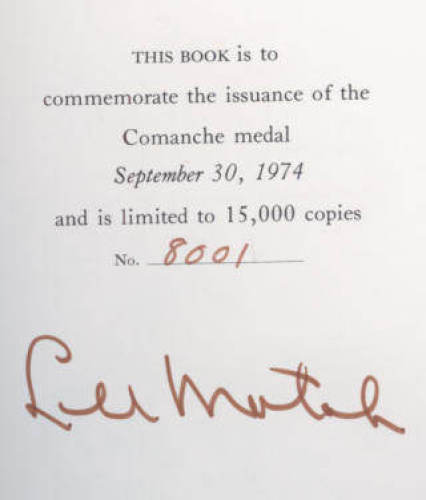 THIS BOOK is to
commemorate the issuance of the
Comanche medal
September 30, 1974
and is limited to 15,000 copies
No. 8001